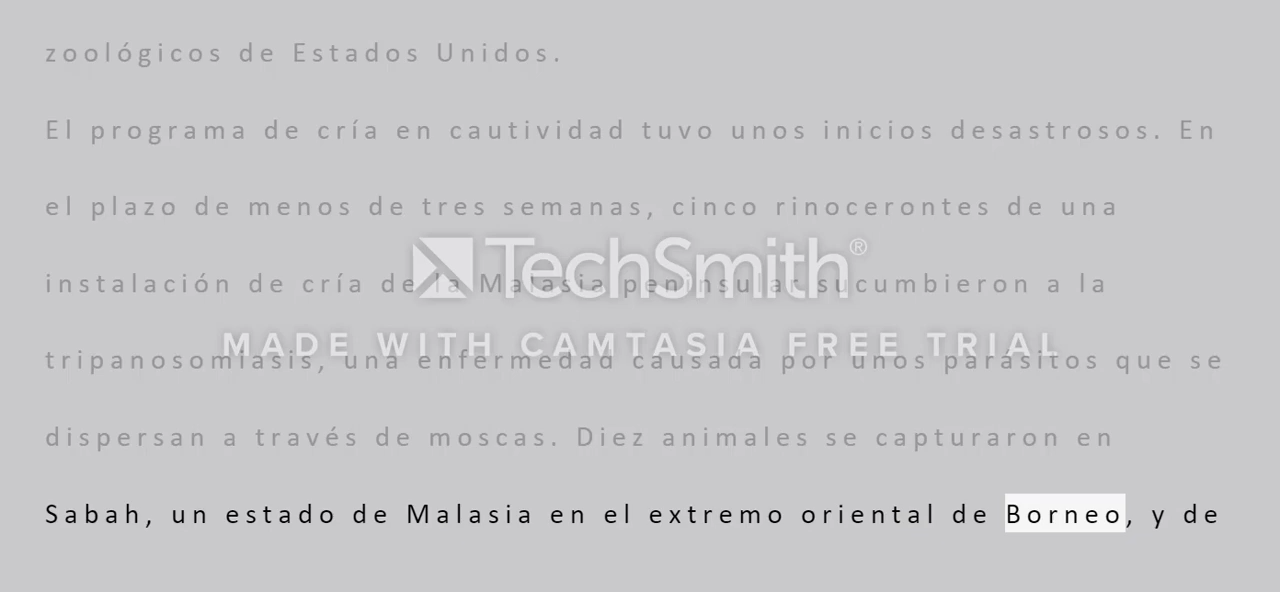 zoológicos de Estados Unidos.
El programa de cría en cautividad tuvo unos inicios desastrosos. En
el plazo de menos de tres semanas, cinco rinocerontes de una
TechSmith®
instalación de cría de la Malasia peninsular sucumbieron a la
MADE WITH CAMTASIA FREE TRIAL
tripanosomiasis, una enfermedad causada por unos parásitos que se
dispersan a través de moscas. Diez animales se capturaron en
Sabah, un estado de Malasia en el extremo oriental de Borneo, y de